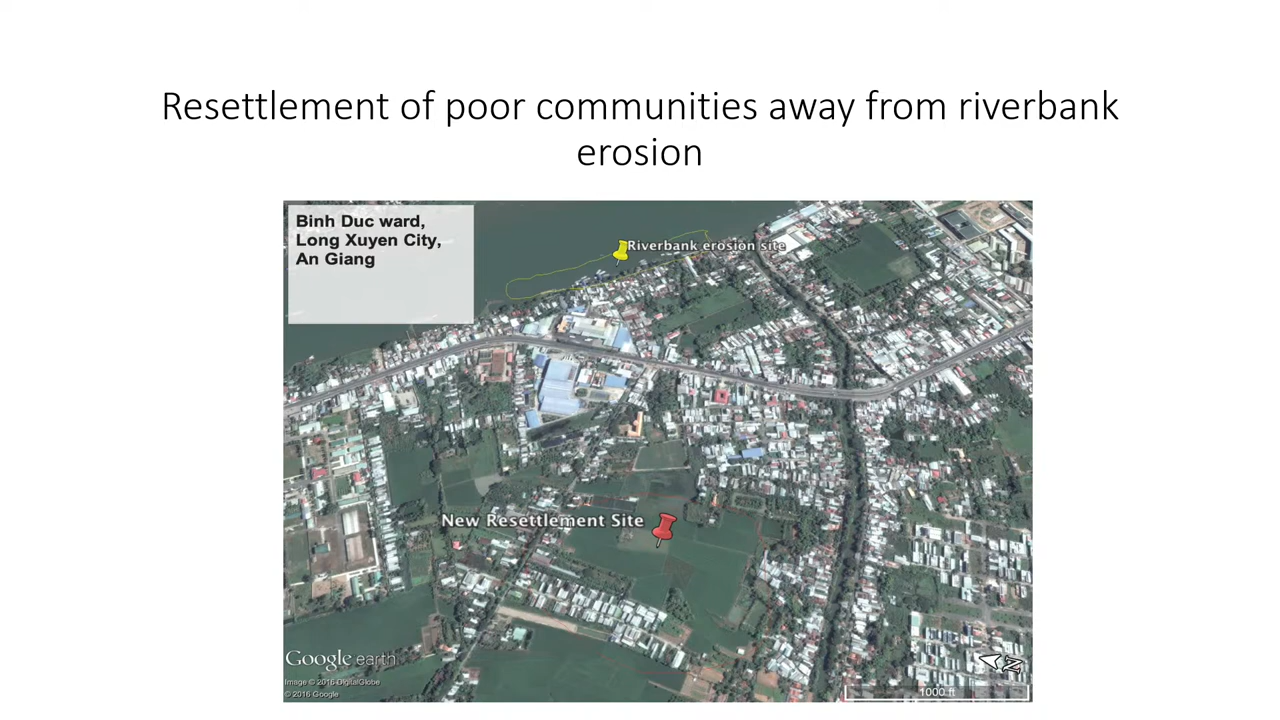 Resettlement of poor communities away from riverbank
erosion
Binh Duc ward,
Long Xuyen City,
An Giang
Riverbank erosion site
New Resettlement Site
Google earth
Image © 2016 DigitalGlobe
© 2016 Google
N
1000 ft